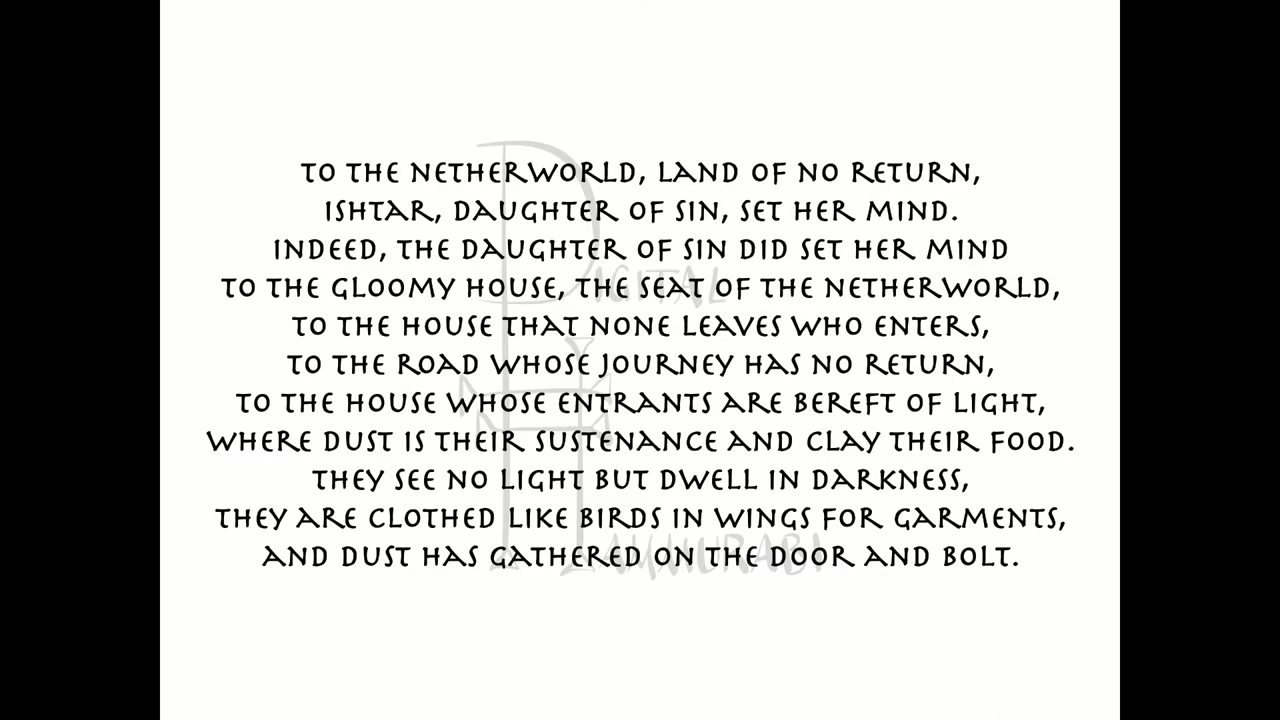 TO THE NETHERWORLD, LAND OF NO RETURN,
ISHTAR, DAUGHTER OF SIN, SET HER MIND.
INDEED, THE DAUGHTER OF SIN DID SET HER MIND
TO THE GLOOMY HOUSE, THE SEAT OF THE NETHERWORLD,
TO THE HOUSE THAT NONE LEAVES WHO ENTERS,
TO THE ROAD WHOSE JOURNEY HAS NO RETURN,
TO THE HOUSE WHOSE ENTRANTS ARE BEREFT OF LIGHT,
WHERE DUST IS THEIR SUSTENANCE AND CLAY THEIR FOOD.
THEY SEE NO LIGHT BUT DWELL IN DARKNESS,
THEY ARE CLOTHED LIKE BIRDS IN WINGS FOR GARMENTS,
AND DUST HAS GATHERED ON THE DOOR AND BOLT.
DIGITAL
HAMMURABI